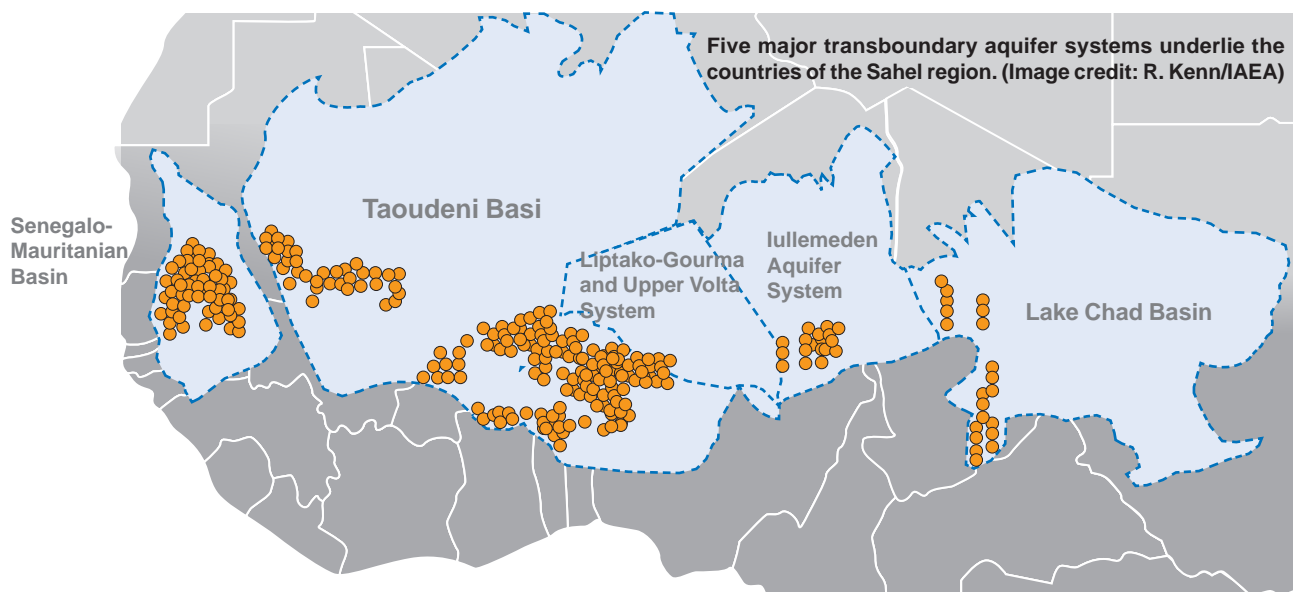 Five major transboundary aquifer systems underlie the
countries of the Sahel region. (Image credit: R. Kenn/IAEA)
Senegalo-
Mauritanian
Basin
Taoudeni Basi
Liptako-Gourma
and Upper Volta
System
Iullemeden
Aquifer
System
Lake Chad Basin